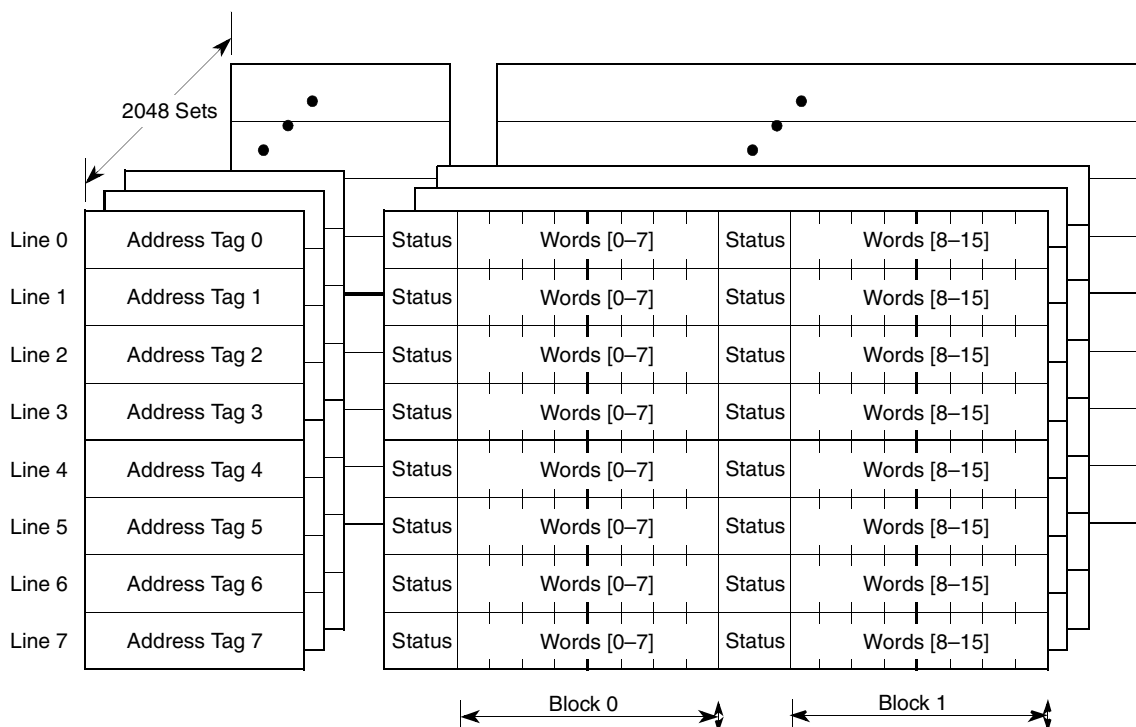 2048 Sets
Line 0 Address Tag 0 Status Words [0–7] Status Words [8–15]
Line 1 Address Tag 1 Status Words [0–7] Status Words [8–15]
Line 2 Address Tag 2 Status Words [0–7] Status Words [8–15]
Line 3 Address Tag 3 Status Words [0–7] Status Words [8–15]
Line 4 Address Tag 4 Status Words [0–7] Status Words [8–15]
Line 5 Address Tag 5 Status Words [0–7] Status Words [8–15]
Line 6 Address Tag 6 Status Words [0–7] Status Words [8–15]
Line 7 Address Tag 7 Status Words [0–7] Status Words [8–15]
Block 0 Block 1